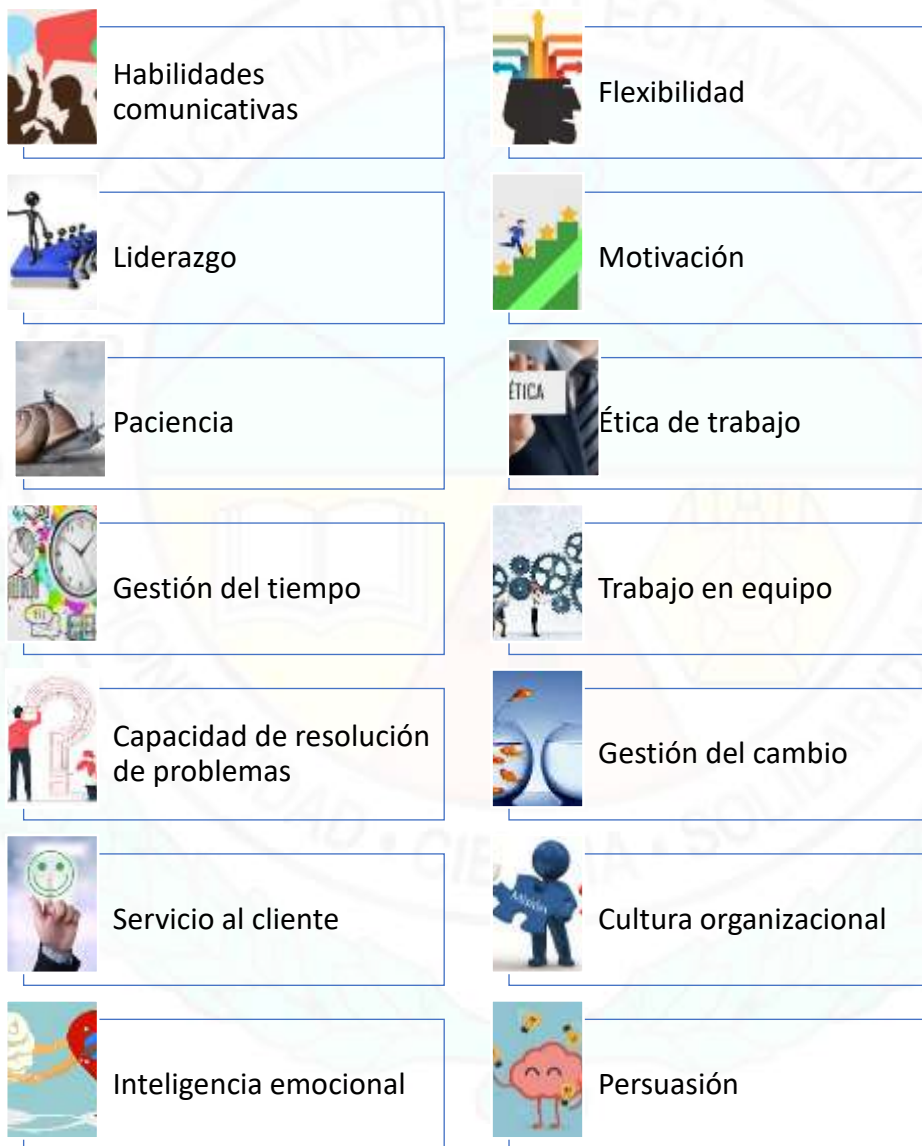 Habilidades
comunicativas
Flexibilidad
Liderazgo
Motivación
Paciencia
ÉTICA
Ética de trabajo
Gestión del tiempo
Trabajo en equipo
Capacidad de resolución
de problemas
Gestión del cambio
Servicio al cliente
Cultura organizacional
Inteligencia emocional
Persuasión